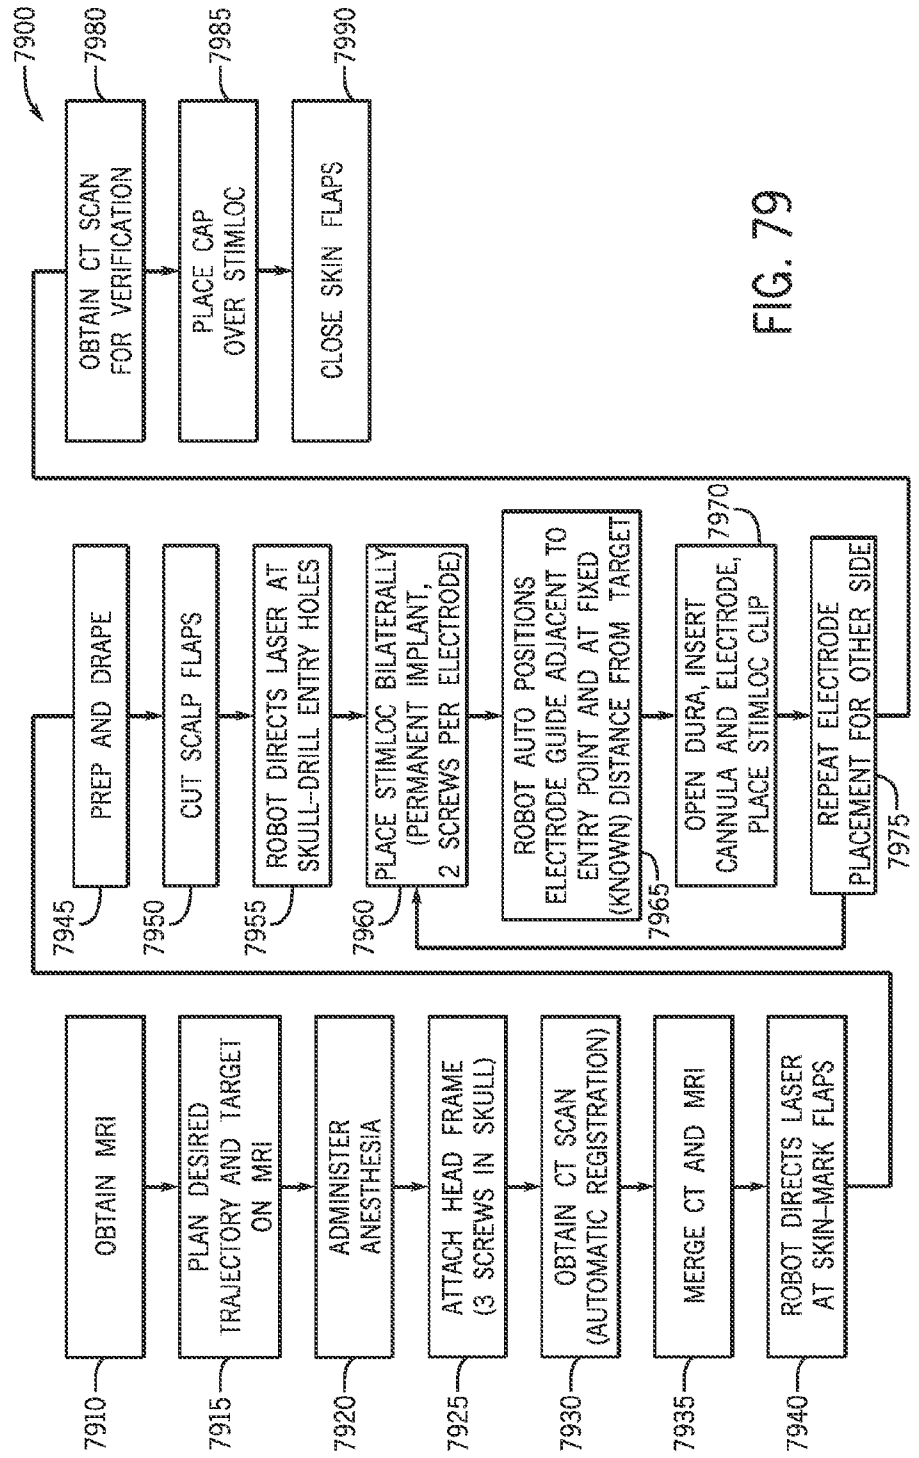 7900
7910
OBTAIN MRI
7915
PLAN DESIRED
TRAJECTORY AND TARGET
ON MRI
7920
ADMINISTER
ANESTHESIA
7925
ATTACH HEAD FRAME
(3 SCREWS IN SKULL)
7930
OBTAIN CT SCAN
(AUTOMATIC REGISTRATION)
7935
MERGE CT AND MRI
7940
ROBOT DIRECTS LASER
AT SKIN-MARK FLAPS
7945
PREP AND DRAPE
7950
CUT SCALP FLAPS
7955
ROBOT DIRECTS LASER AT
SKULL-DRILL ENTRY HOLES
7960
PLACE STIMLOC BILATERALLY
(PERMANENT IMPLANT,
2 SCREWS PER ELECTRODE)
7965
ROBOT AUTO POSITIONS
ELECTRODE GUIDE ADJACENT TO
ENTRY POINT AND AT FIXED
(KNOWN) DISTANCE FROM TARGET
7970
OPEN DURA, INSERT
CANNULA AND ELECTRODE,
PLACE STIMLOC CLIP
7975
REPEAT ELECTRODE
PLACEMENT FOR OTHER SIDE
7980
OBTAIN CT SCAN
FOR VERIFICATION
7985
PLACE CAP
OVER STIMLOC
7990
CLOSE SKIN FLAPS
FIG. 79